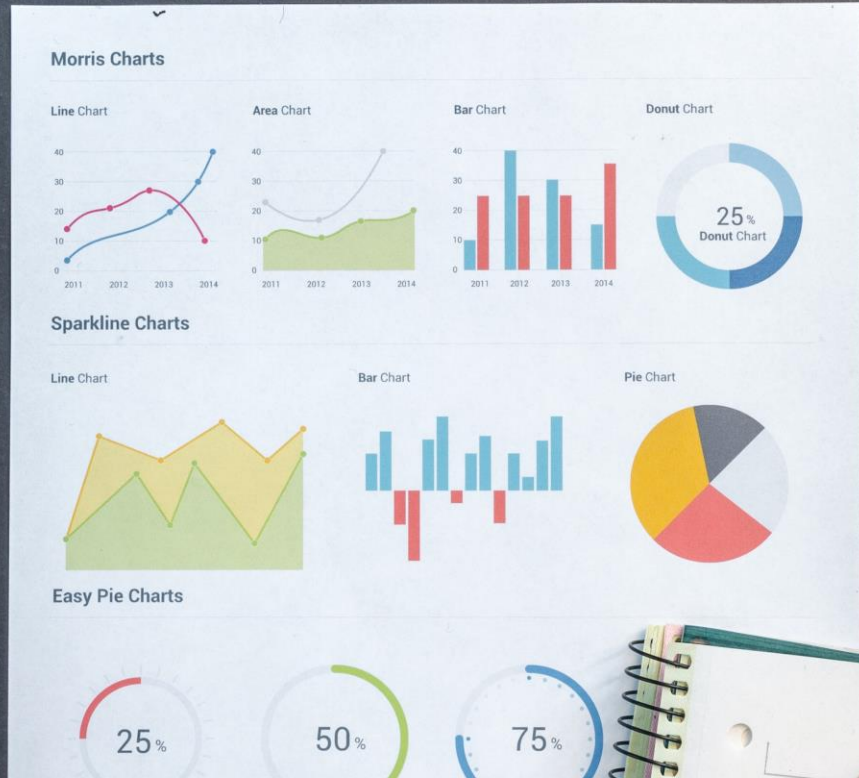 Morris Charts
Line Chart
Area Chart
Bar Chart
Donut Chart
40
30
20
10
0
2011 2012 2013 2014
40
30
20
10
0
2011 2012 2013 2014
40
30
20
10
0
2011 2012 2013 2014
25%
Donut Chart
Sparkline Charts
Line Chart
Bar Chart
Pie Chart
Easy Pie Charts
25%
50%
75%